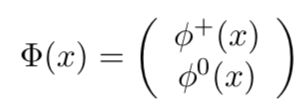 Φ(x) = ( ϕ⁺(x)
ϕ⁰(x) )